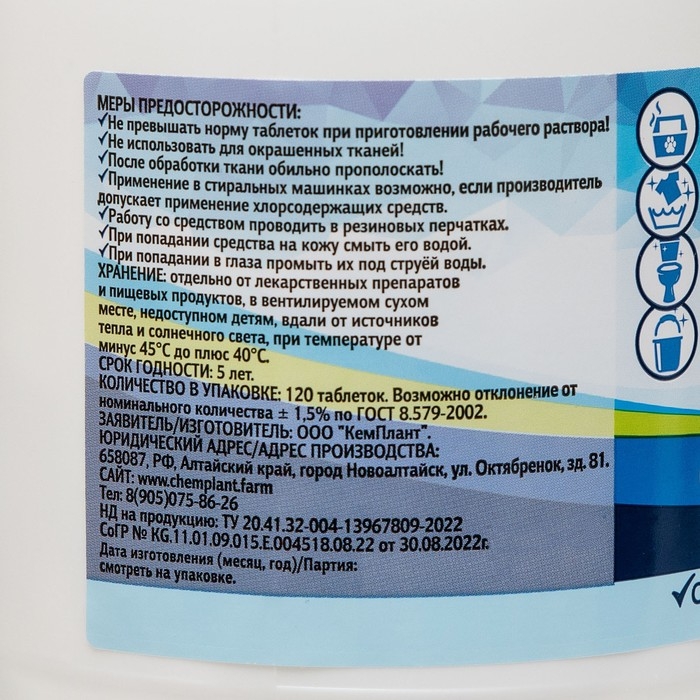 МЕРЫ ПРЕДОСТОРОЖНОСТИ:
✓Не превышать норму таблеток при приготовлении рабочего раствора!
✓Не использовать для окрашенных тканей!
✓После обработки ткани обильно прополоскать!
✓Применение в стиральных машинках возможно, если производитель
допускает применение хлорсодержащих средств.
✓Работу со средством проводить в резиновых перчатках.
✓При попадании средства на кожу смыть его водой.
✓При попадании в глаза промыть их под струёй воды.
ХРАНЕНИЕ: отдельно от лекарственных препаратов
и пищевых продуктов, в вентилируемом сухом
месте, недоступном детям, вдали от источников
тепла и солнечного света, при температуре от
минус 45°С до плюс 40°С.
СРОК ГОДНОСТИ: 5 лет.
КОЛИЧЕСТВО В УПАКОВКЕ: 120 таблеток. Возможно отклонение от
номинального количества ± 1,5% по ГОСТ 8.579-2002.
ЗАЯВИТЕЛЬ/ИЗГОТОВИТЕЛЬ: ООО "КемПлант".
ЮРИДИЧЕСКИЙ АДРЕС/АДРЕС ПРОИЗВОДСТВА:
658087, РФ, Алтайский край, город Новоалтайск, ул. Октябренок, зд. 81.
САЙТ: www.chemplant.farm
Тел: 8(905)075-86-26
НД на продукцию: ТУ 20.41.32-004-13967809-2022
СоГР № KG.11.01.09.015.E.004518.08.22 от 30.08.2022г.
Дата изготовления (месяц, год)/Партия:
смотреть на упаковке.